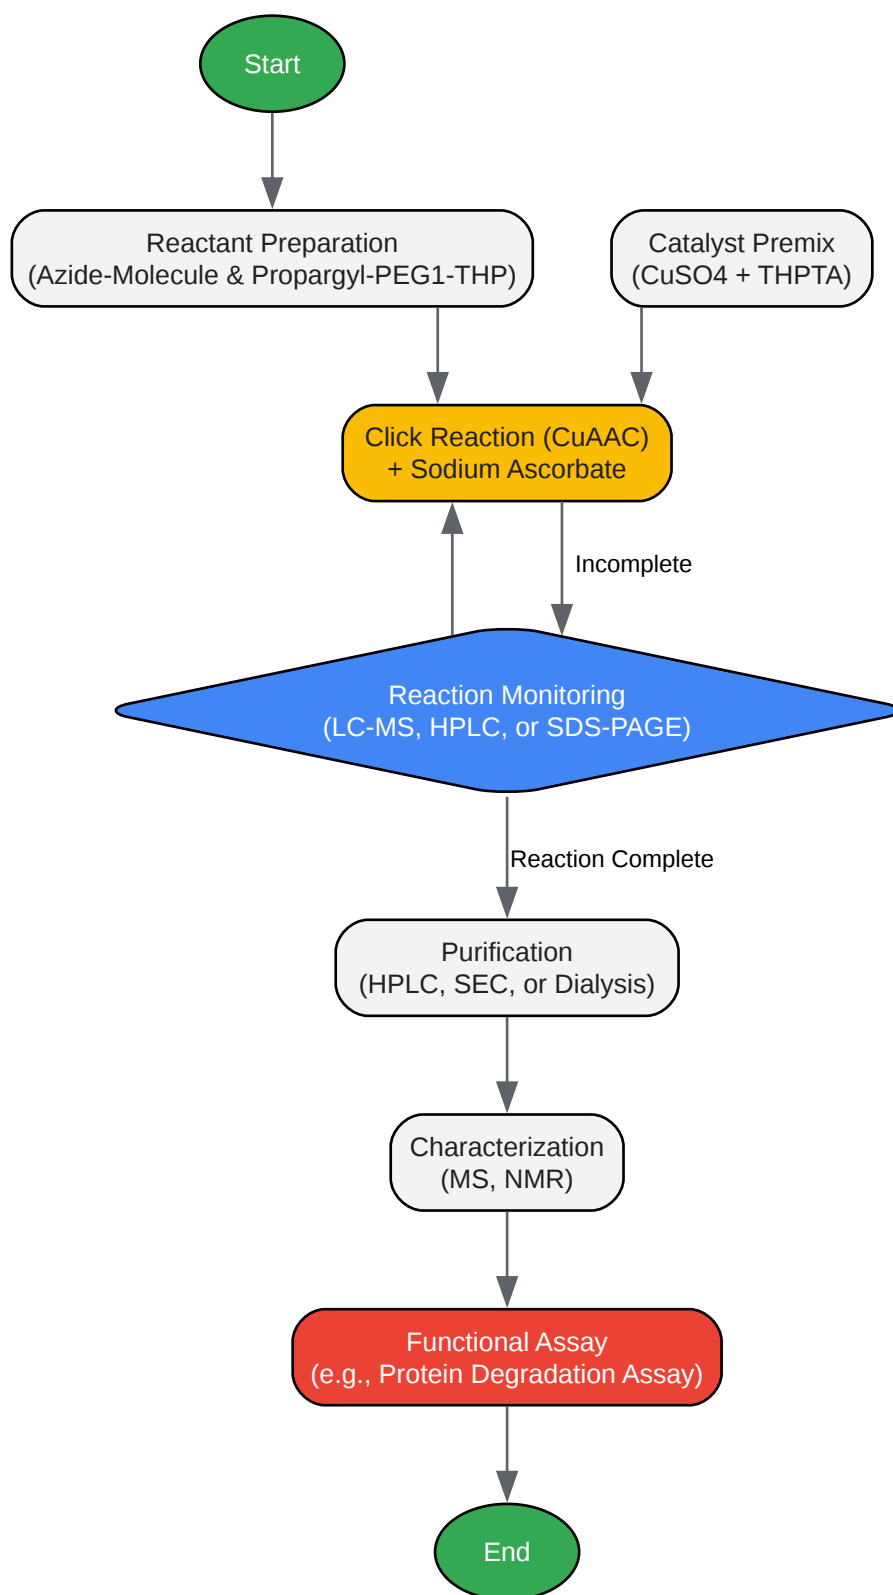 Start
Reactant Preparation
(Azide-Molecule & Propargyl-PEG1-THP)
Catalyst Premix
(CuSO4 + THPTA)
Click Reaction (CuAAC)
+ Sodium Ascorbate
Incomplete
Reaction Monitoring
(LC-MS, HPLC, or SDS-PAGE)
Reaction Complete
Purification
(HPLC, SEC, or Dialysis)
Characterization
(MS, NMR)
Functional Assay
(e.g., Protein Degradation Assay)
End